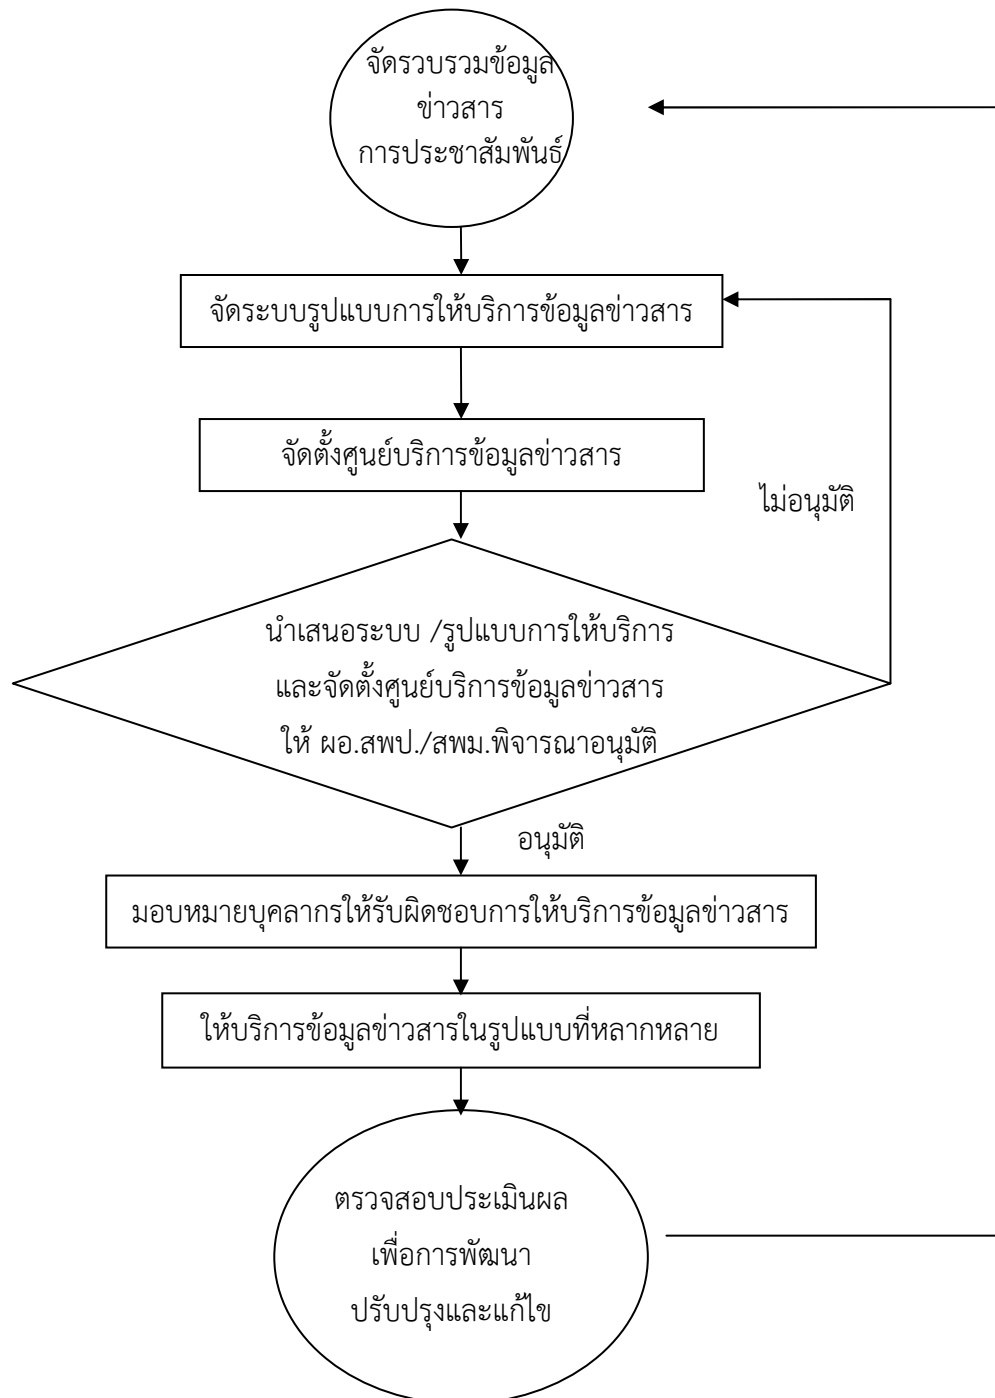 จัดรวบรวมข้อมูล
ข่าวสาร
การประชาสัมพันธ์
จัดระบบรูปแบบการให้บริการข้อมูลข่าวสาร
จัดตั้งศูนย์บริการข้อมูลข่าวสาร
ไม่อนุมัติ
นำเสนอระบบ /รูปแบบการให้บริการ
และจัดตั้งศูนย์บริการข้อมูลข่าวสาร
ให้ ผอ.สพป./สพม.พิจารณาอนุมัติ
อนุมัติ
มอบหมายบุคลากรให้รับผิดชอบการให้บริการข้อมูลข่าวสาร
ให้บริการข้อมูลข่าวสารในรูปแบบที่หลากหลาย
ตรวจสอบประเมินผล
เพื่อการพัฒนา
ปรับปรุงและแก้ไข